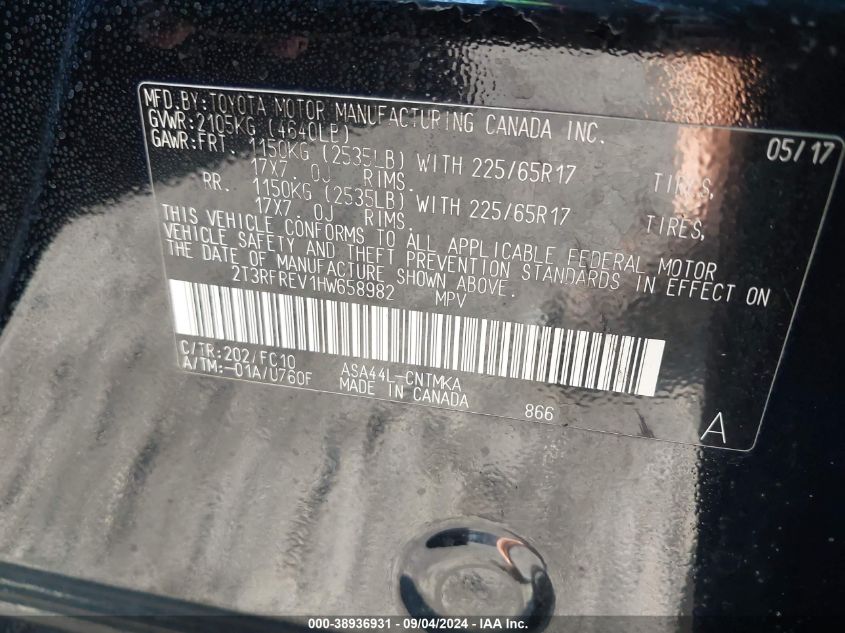 MFD.BY:TOYOTA MOTOR MANUFACTURING CANADA INC. 05/17
GVWR:2105KG (4640LB)
GAWR:FRT. 1150KG (2535LB) WITH 225/65R17 TIRES,
17X7. 0J RIMS.
RR. 1150KG (2535LB) WITH 225/65R17 TIRES,
17X7. 0J RIMS.
THIS VEHICLE CONFORMS TO ALL APPLICABLE FEDERAL MOTOR
VEHICLE SAFETY AND THEFT PREVENTION STANDARDS IN EFFECT ON
THE DATE OF MANUFACTURE SHOWN ABOVE.
2T3RFREV1HW658982 MPV
C/TR:202/FC10 ASA44L-CNTMKA
A/TM:-01A/U760F MADE IN CANADA 866 A
000-38936931 - 09/04/2024 - IAA Inc.